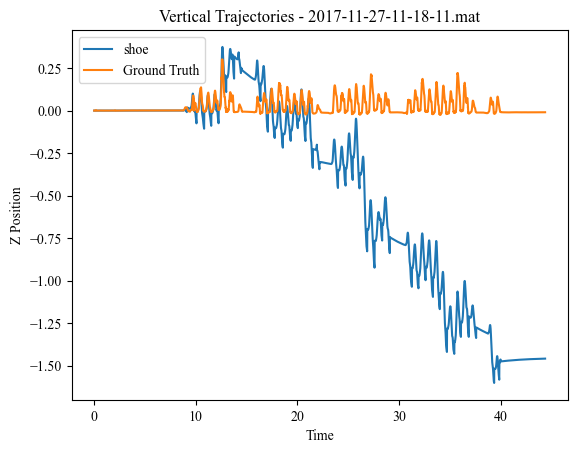 Vertical Trajectories - 2017-11-27-11-18-11.mat
shoe
Ground Truth
0.25
0.00
−0.25
−0.50
−0.75
−1.00
−1.25
−1.50
Z Position
0 10 20 30 40
Time